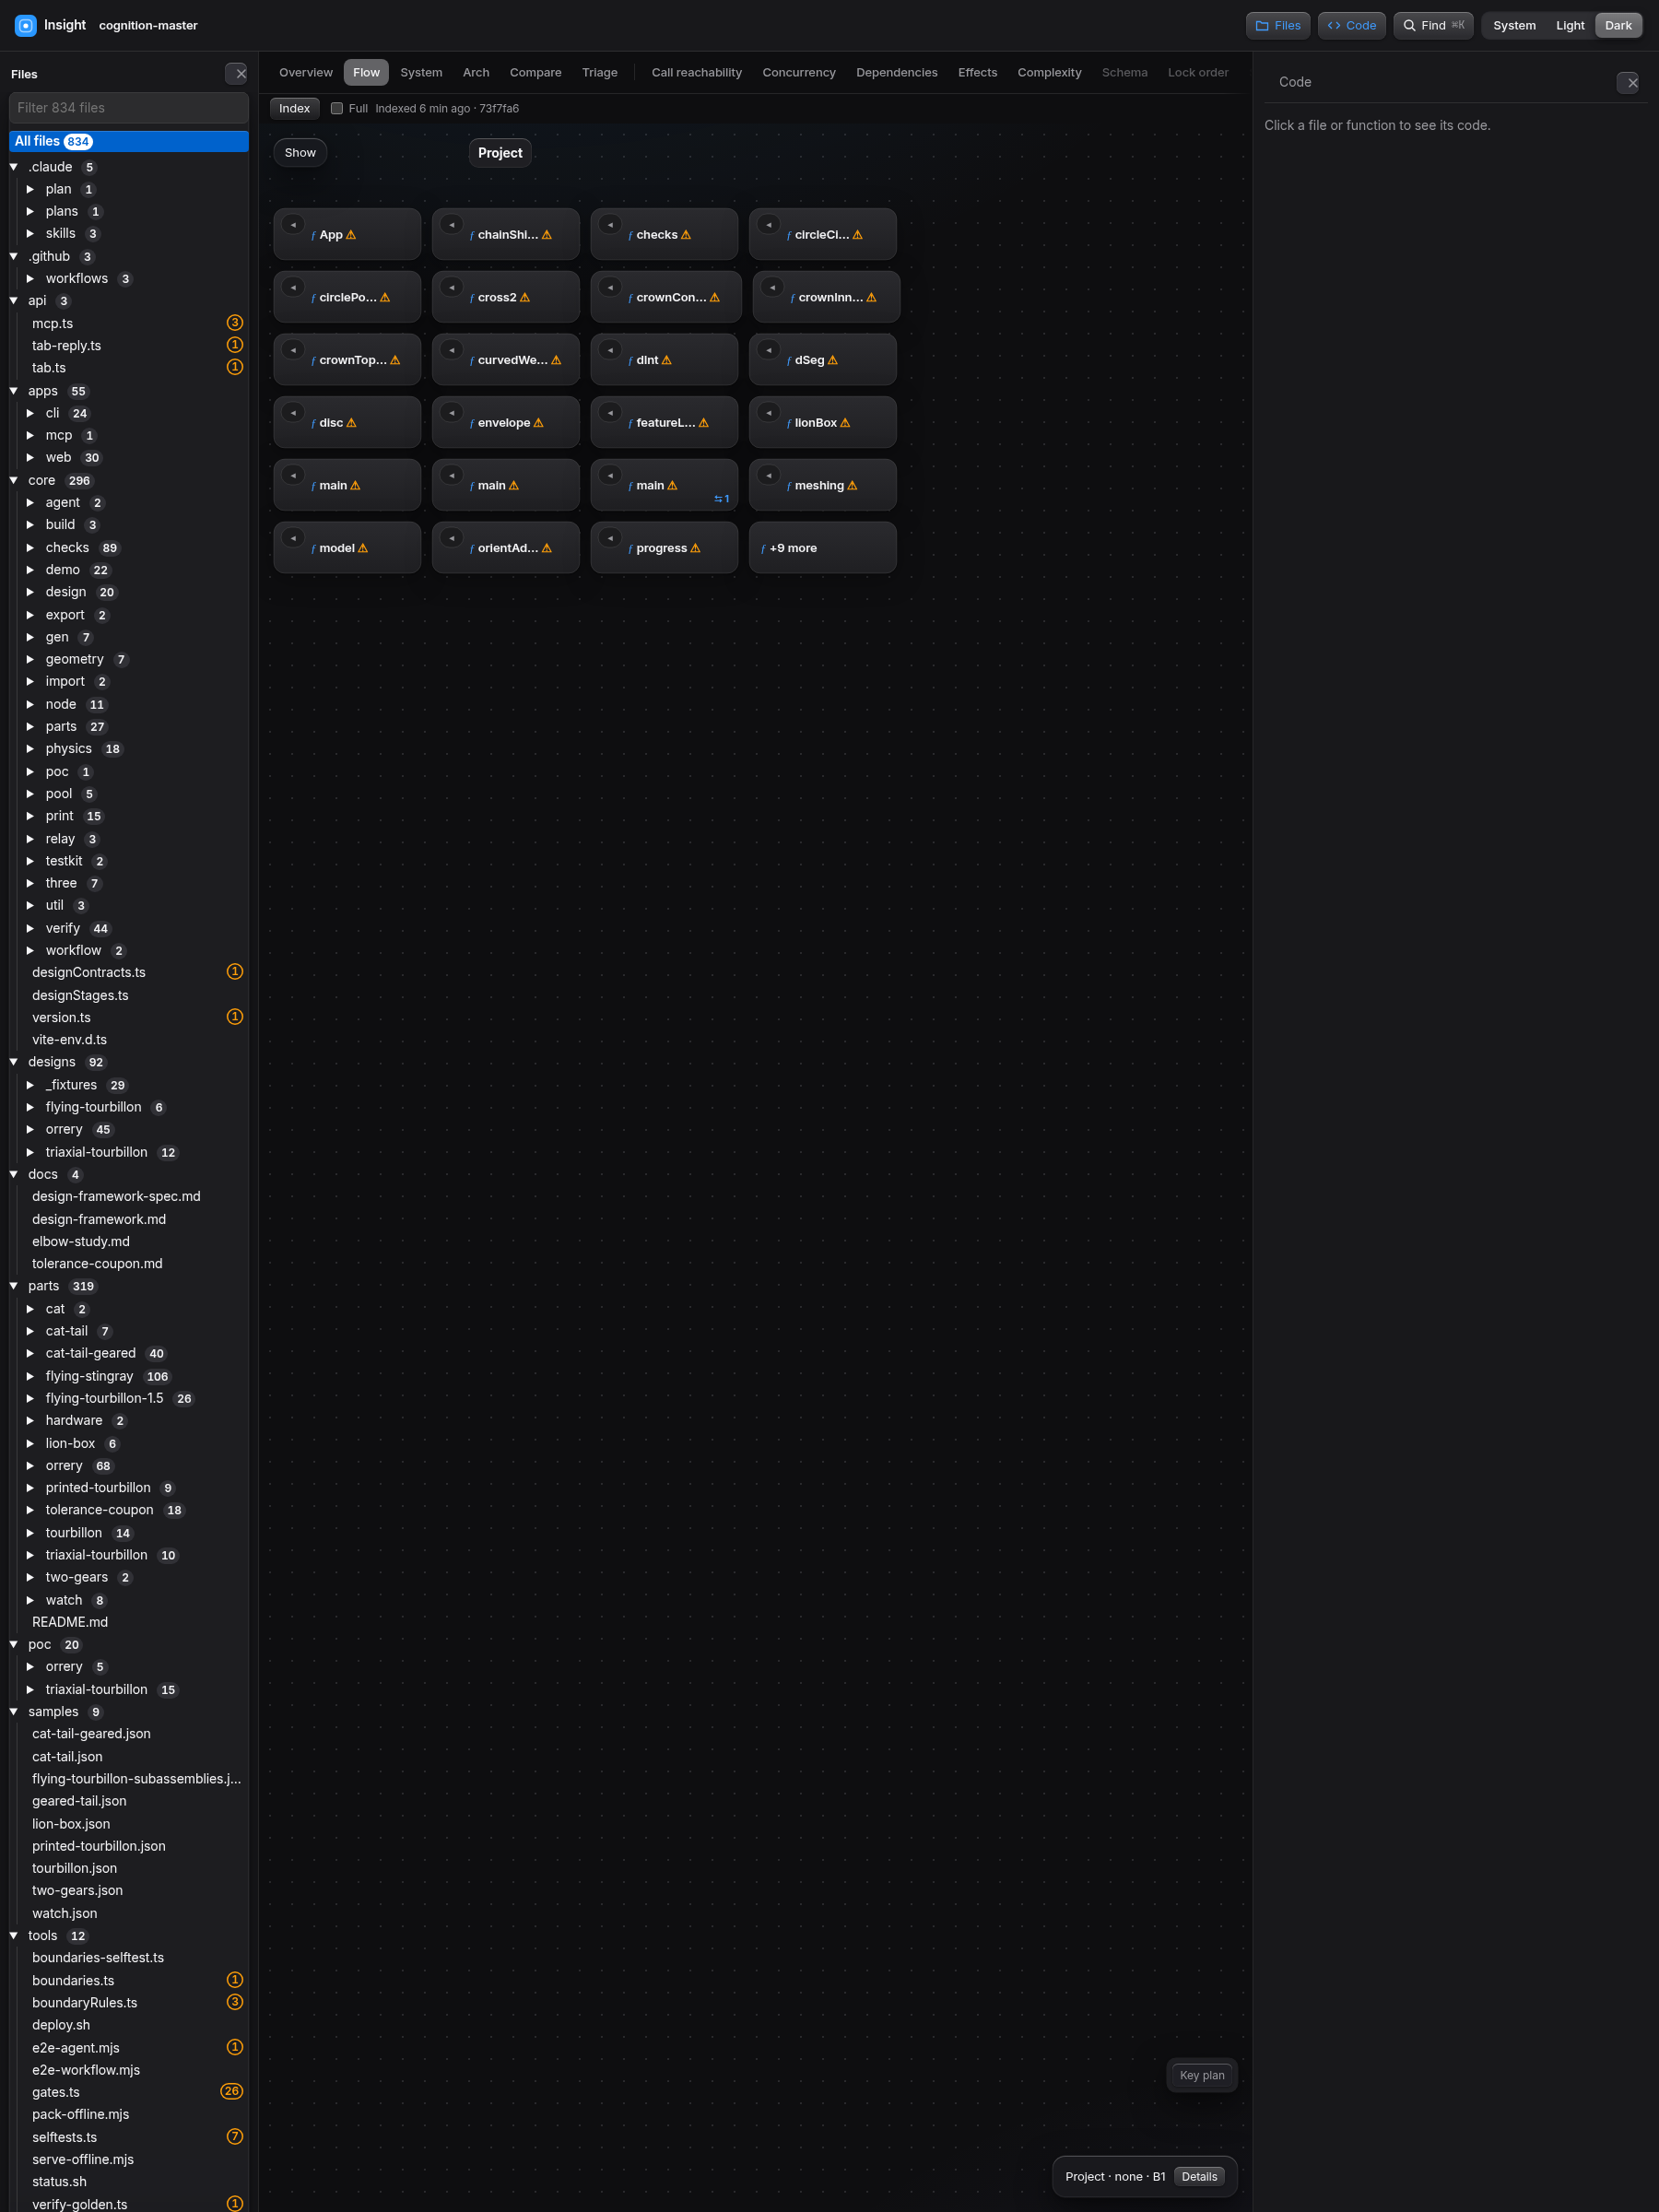 Insight cognition-master Files Code Find ⌘K System Light Dark
Files
Filter 834 files
All files 834
.claude 5
plan 1
plans 1
skills 3
.github 3
workflows 3
api 3
mcp.ts 3
tab-reply.ts 1
tab.ts 1
apps 55
cli 24
mcp 1
web 30
core 296
agent 2
build 3
checks 89
demo 22
design 20
export 2
gen 7
geometry 7
import 2
node 11
parts 27
physics 18
poc 1
pool 5
print 15
relay 3
testkit 2
three 7
util 3
verify 44
workflow 2
designContracts.ts 1
designStages.ts
version.ts 1
vite-env.d.ts
designs 92
_fixtures 29
flying-tourbillon 6
orrery 45
triaxial-tourbillon 12
docs 4
design-framework-spec.md
design-framework.md
elbow-study.md
tolerance-coupon.md
parts 319
cat 2
cat-tail 7
cat-tail-geared 40
flying-stingray 106
flying-tourbillon-1.5 26
hardware 2
lion-box 6
orrery 68
printed-tourbillon 9
tolerance-coupon 18
tourbillon 14
triaxial-tourbillon 10
two-gears 2
watch 8
README.md
poc 20
orrery 5
triaxial-tourbillon 15
samples 9
cat-tail-geared.json
cat-tail.json
flying-tourbillon-subassemblies.j...
geared-tail.json
lion-box.json
printed-tourbillon.json
tourbillon.json
two-gears.json
watch.json
tools 12
boundaries-selftest.ts
boundaries.ts 1
boundaryRules.ts 3
deploy.sh
e2e-agent.mjs 1
e2e-workflow.mjs
gates.ts 26
pack-offline.mjs
selftests.ts 7
serve-offline.mjs
status.sh
verify-golden.ts 1
Overview Flow System Arch Compare Triage Call reachability Concurrency Dependencies Effects Complexity Schema Lock order
Index Full Indexed 6 min ago · 73f7fa6
Show Project
ƒ App ⚠ ƒ chainShi... ⚠ ƒ checks ⚠ ƒ circleCi... ⚠
ƒ circlePo... ⚠ ƒ cross2 ⚠ ƒ crownCon... ⚠ ƒ crownInn... ⚠
ƒ crownTop... ⚠ ƒ curvedWe... ⚠ ƒ dInt ⚠ ƒ dSeg ⚠
ƒ disc ⚠ ƒ envelope ⚠ ƒ featureL... ⚠ ƒ lionBox ⚠
ƒ main ⚠ ƒ main ⚠ ƒ main ⚠ ⇆ 1 ƒ meshing ⚠
ƒ model ⚠ ƒ orientAd... ⚠ ƒ progress ⚠ ƒ +9 more
Key plan
Project · none · B1 Details
Code
Click a file or function to see its code.